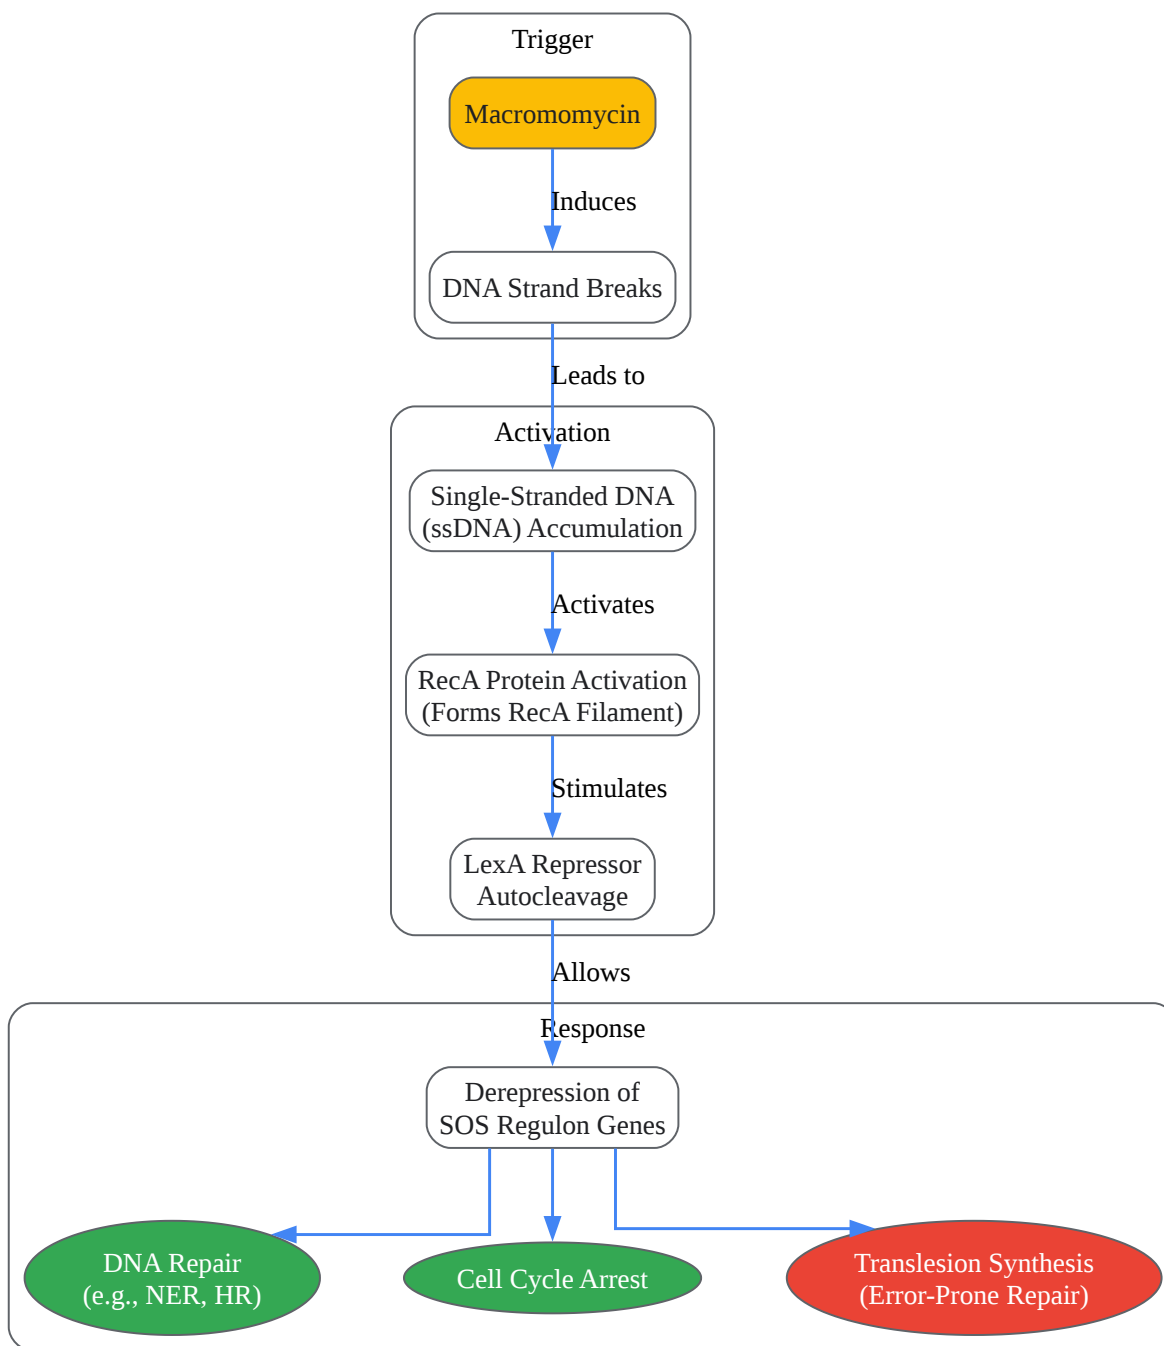 Trigger
Macromomycin
Induces
DNA Strand Breaks
Leads to
Activation
Single-Stranded DNA
(ssDNA) Accumulation
Activates
RecA Protein Activation
(Forms RecA Filament)
Stimulates
LexA Repressor
Autocleavage
Allows
Response
Derepression of
SOS Regulon Genes
DNA Repair
(e.g., NER, HR)
Cell Cycle Arrest
Translesion Synthesis
(Error-Prone Repair)